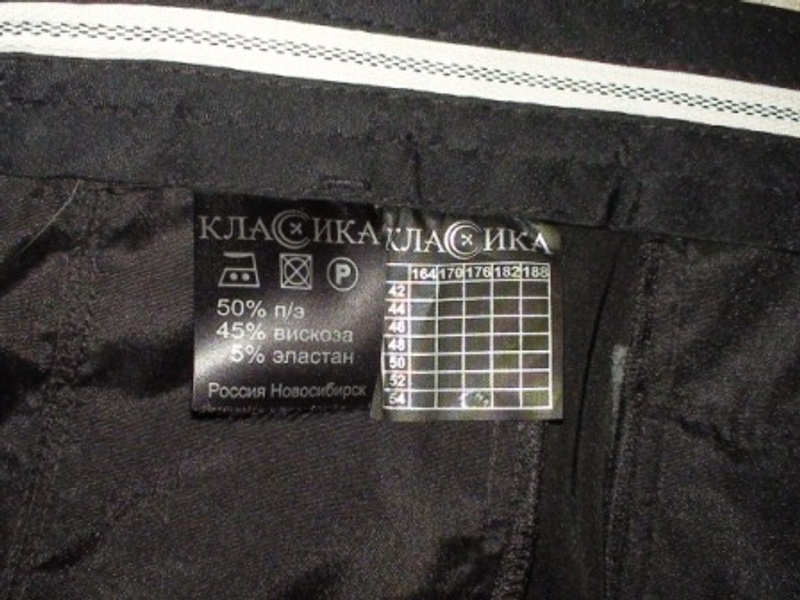 КЛАССИКА
P
50% п/э
45% вискоза
5% эластан
Россия Новосибирск
КЛАССИКА
164 170 176 182 188
42
44
46
48
50
52
54